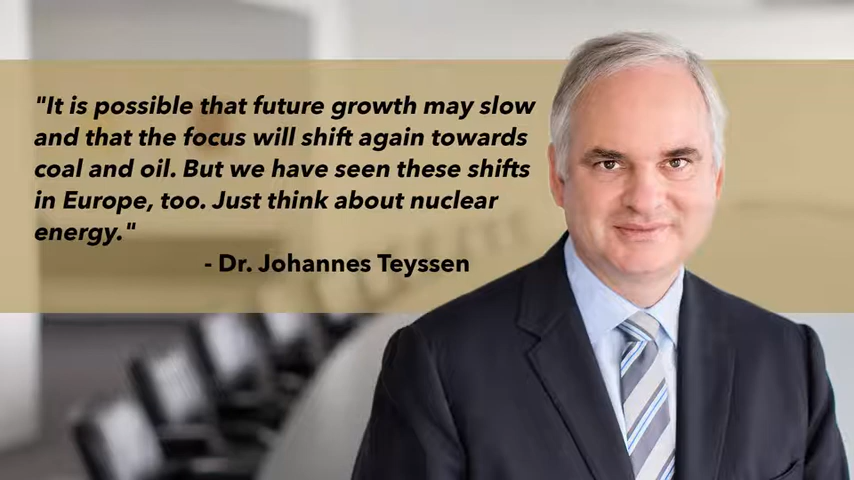 "It is possible that future growth may slow
and that the focus will shift again towards
coal and oil. But we have seen these shifts
in Europe, too. Just think about nuclear
energy."
- Dr. Johannes Teyssen